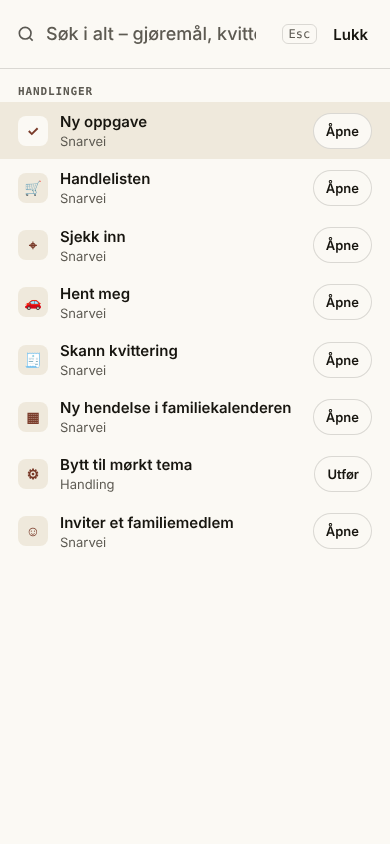 Søk i alt – gjøremål, kvitte
Esc
Lukk
HANDLINGER
Ny oppgave
Snarvei
Åpne
Handlelisten
Snarvei
Åpne
Sjekk inn
Snarvei
Åpne
Hent meg
Snarvei
Åpne
Skann kvittering
Snarvei
Åpne
Ny hendelse i familiekalenderen
Snarvei
Åpne
Bytt til mørkt tema
Handling
Utfør
Inviter et familiemedlem
Snarvei
Åpne